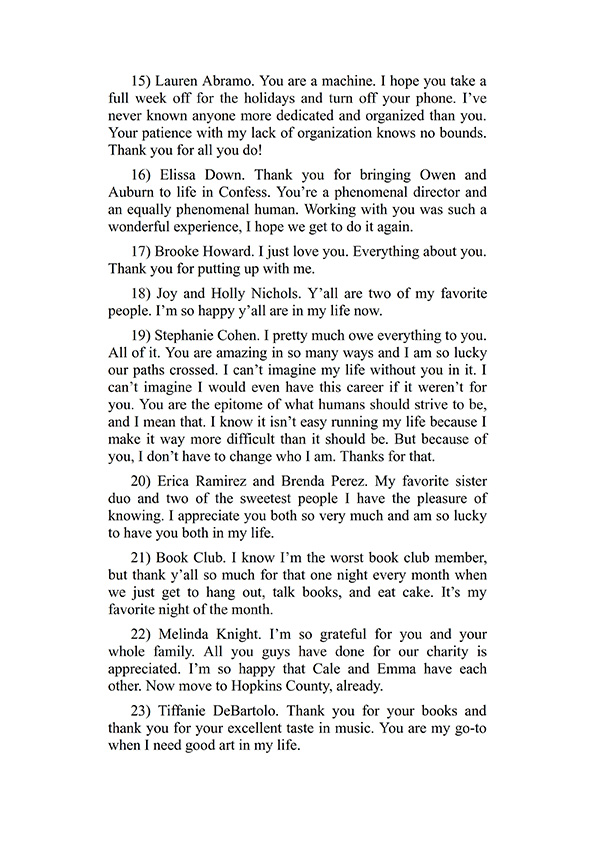 15) Lauren Abramo. You are a machine. I hope you take a
full week off for the holidays and turn off your phone. I’ve
never known anyone more dedicated and organized than you.
Your patience with my lack of organization knows no bounds.
Thank you for all you do!
16) Elissa Down. Thank you for bringing Owen and
Auburn to life in Confess. You’re a phenomenal director and
an equally phenomenal human. Working with you was such a
wonderful experience, I hope we get to do it again.
17) Brooke Howard. I just love you. Everything about you.
Thank you for putting up with me.
18) Joy and Holly Nichols. Y’all are two of my favorite
people. I’m so happy y’all are in my life now.
19) Stephanie Cohen. I pretty much owe everything to you.
All of it. You are amazing in so many ways and I am so lucky
our paths crossed. I can’t imagine my life without you in it. I
can’t imagine I would even have this career if it weren’t for
you. You are the epitome of what humans should strive to be,
and I mean that. I know it isn’t easy running my life because I
make it way more difficult than it should be. But because of
you, I don’t have to change who I am. Thanks for that.
20) Erica Ramirez and Brenda Perez. My favorite sister
duo and two of the sweetest people I have the pleasure of
knowing. I appreciate you both so very much and am so lucky
to have you both in my life.
21) Book Club. I know I’m the worst book club member,
but thank y’all so much for that one night every month when
we just get to hang out, talk books, and eat cake. It’s my
favorite night of the month.
22) Melinda Knight. I’m so grateful for you and your
whole family. All you guys have done for our charity is
appreciated. I’m so happy that Cale and Emma have each
other. Now move to Hopkins County, already.
23) Tiffanie DeBartolo. Thank you for your books and
thank you for your excellent taste in music. You are my go-to
when I need good art in my life.